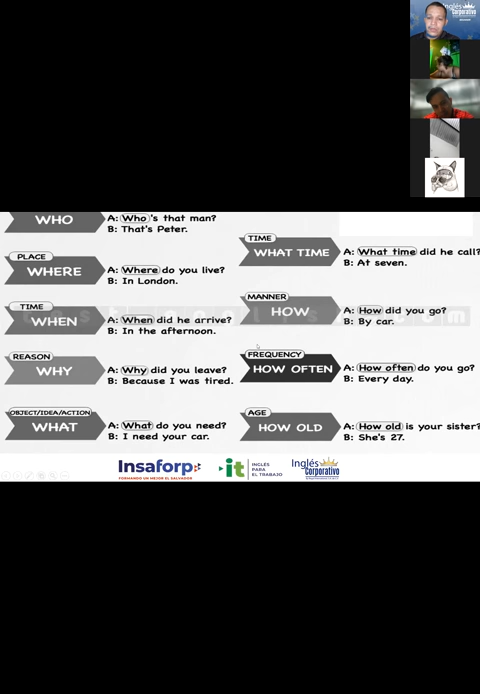 Inglés
Corporativo
WHO
A: Who's that man?
B: That's Peter.
PLACE
WHERE
A: Where do you live?
B: In London.
TIME
WHEN
A: When did he arrive?
B: In the afternoon.
REASON
WHY
A: Why did you leave?
B: Because I was tired.
OBJECT/IDEA/ACTION
WHAT
A: What do you need?
B: I need your car.
TIME
WHAT TIME
A: What time did he call?
B: At seven.
MANNER
HOW
A: How did you go?
B: By car.
FREQUENCY
HOW OFTEN
A: How often do you go?
B: Every day.
AGE
HOW OLD
A: How old is your sister?
B: She's 27.
Insaforp
FORMANDO UN MEJOR EL SALVADOR
it
INGLÉS
PARA
EL TRABAJO
Inglés
Corporativo